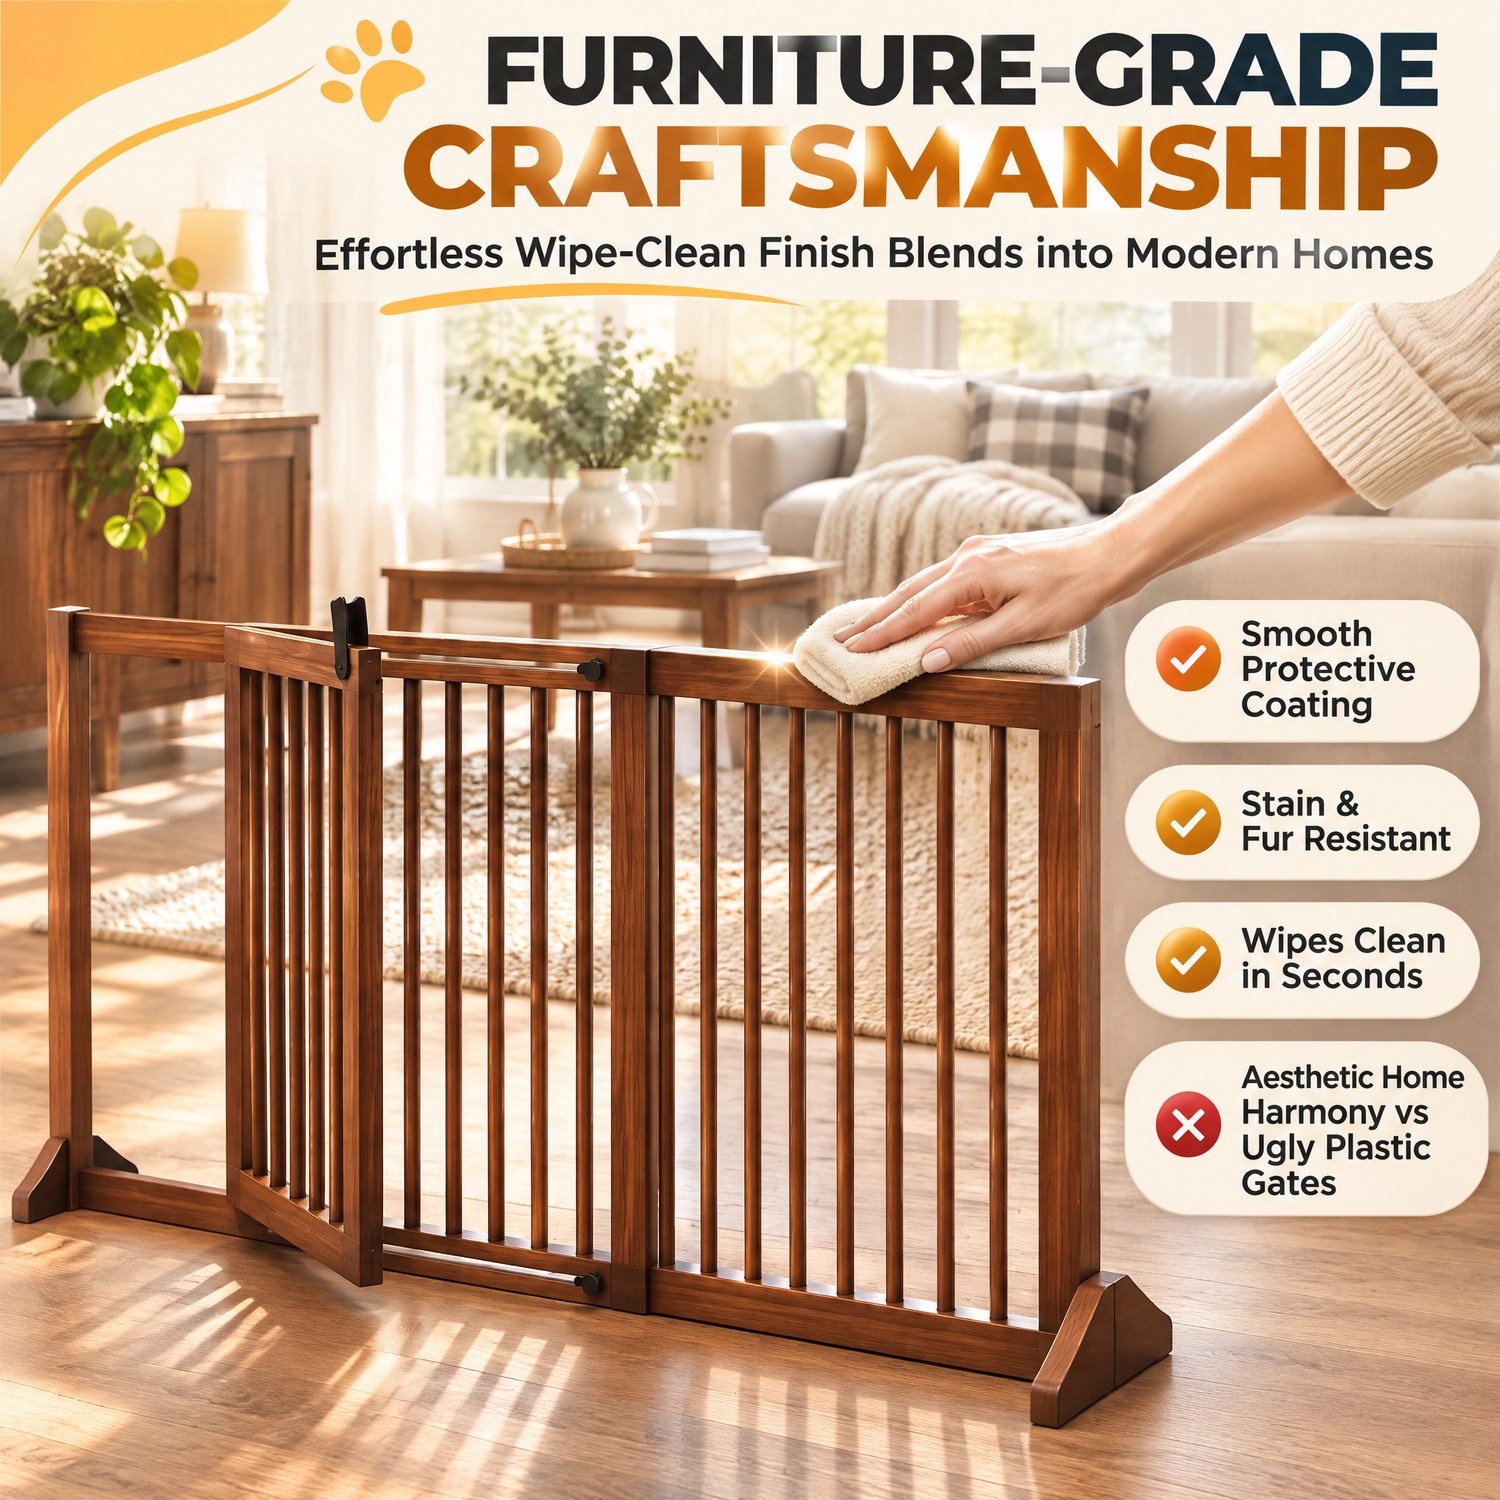 FURNITURE-GRADE
CRAFTSMANSHIP
Effortless Wipe-Clean Finish Blends into Modern Homes
Smooth
Protective
Coating
Stain &
Fur Resistant
Wipes Clean
in Seconds
Aesthetic Home
Harmony vs
Ugly Plastic
Gates